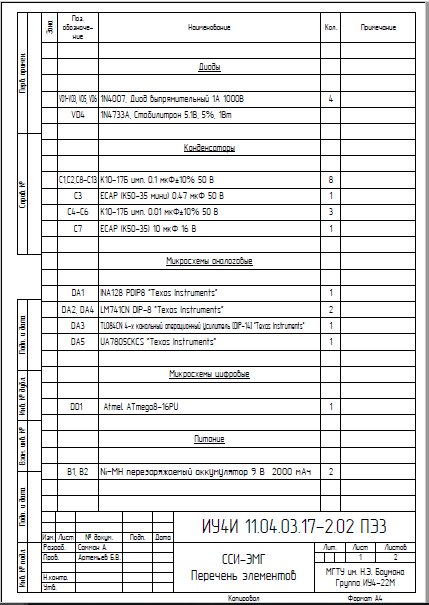 Зона
Поз. обозначе-ние
Наименование
Кол.
Примечание
Перв. примен.
Диоды
VD1-VD3, VD5, VD6 1N4007, Диод выпрямительный 1А 1000В 4
VD4 1N4733A, Стабилитрон 5.1В, 5%, 1Вт
Конденсаторы
Справ. №
C1,C2,C8-C13 К10-17Б имп. 0.1 мкФ±10% 50 В 8
C3 ECAP (К50-35 мини) 0.47 мкФ 50 В 1
C4-C6 К10-17Б имп. 0.01 мкФ±10% 50 В 3
C7 ECAP (К50-35) 10 мкФ 16 В 1
Микросхемы аналоговые
DA1 INA128 PDIP8 "Texas Instruments" 1
DA2, DA4 LM741CN DIP-8 "Texas Instruments" 2
DA3 TL084CN 4-х канальный операционный усилитель (DIP-14) "Texas Instruments" 1
DA5 UA7805CKCS "Texas Instruments" 1
Подп. и дата
Микросхемы цифровые
Инв. № дубл.
DD1 Atmel ATmega8-16PU 1
Взам. инв. №
Питание
B1, B2 Ni-MH перезаряжаемый аккумулятор 9 В 2000 мАч 2
Подп. и дата
Инв. № подл.
ИУ4И 11.04.03.17-2.02 ПЭ3
Изм. Лист № докум. Подп. Дата
Разраб. Самман А.
Пров. Артемьев Б.В.
Н.контр.
Утв.
ССИ-ЭМГ
Перечень элементов
Лит. Лист Листов
1 2
МГТУ им. Н.Э. Баумана
Группа ИУ4-22М
Копировал
Формат А4